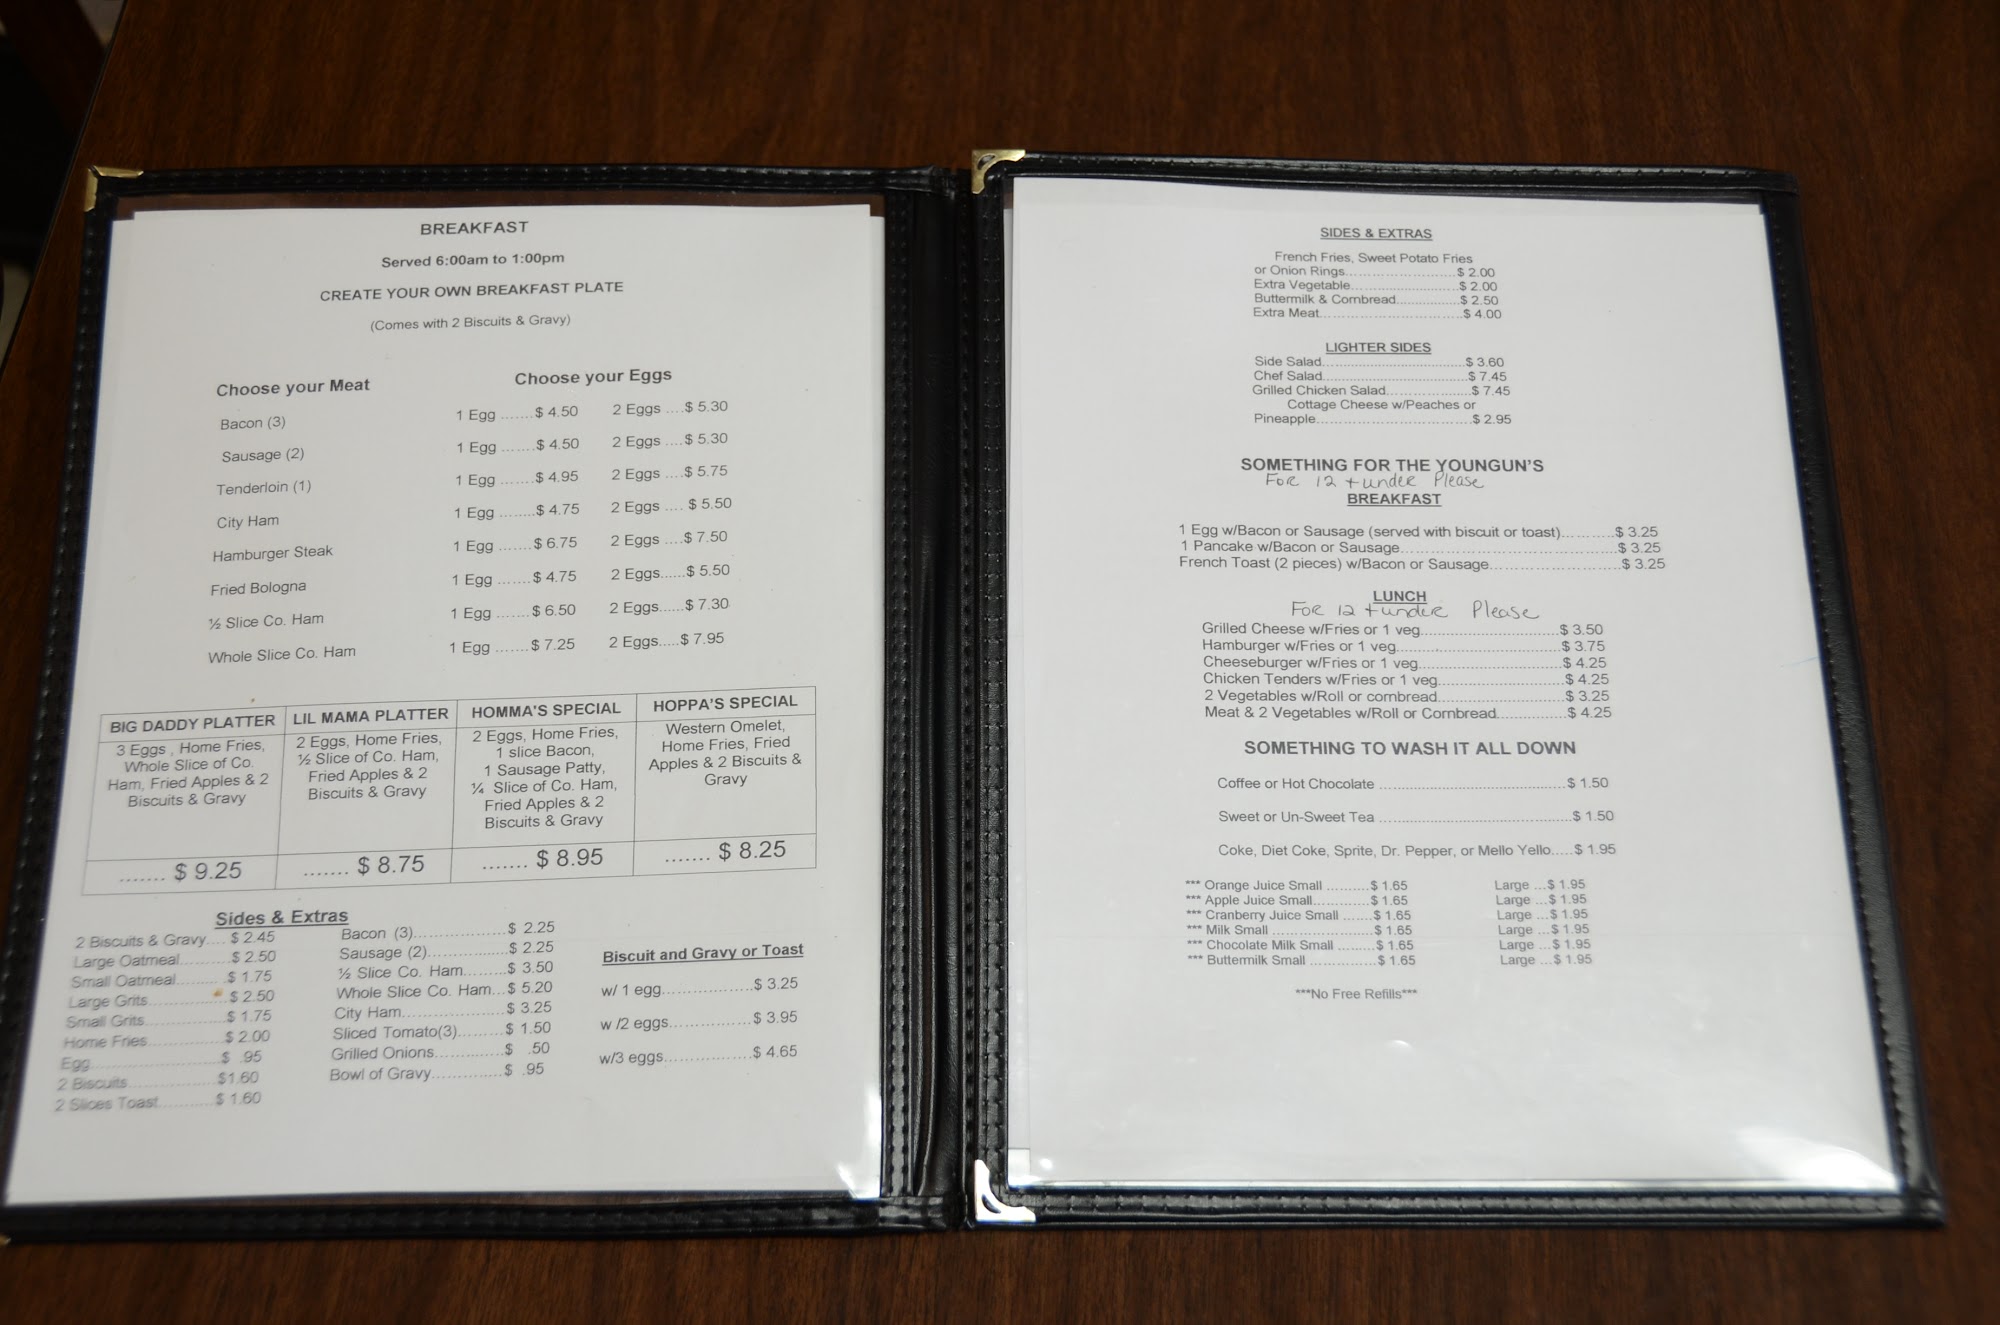 BREAKFAST
Served 6:00am to 1:00pm
CREATE YOUR OWN BREAKFAST PLATE
(Comes with 2 Biscuits & Gravy)
Choose your Meat Choose your Eggs
Bacon (3) 1 Egg .......$ 4.50 2 Eggs ....$ 5.30
Sausage (2) 1 Egg .......$ 4.50 2 Eggs ....$ 5.30
Tenderloin (1) 1 Egg .......$ 4.95 2 Eggs ....$ 5.75
City Ham 1 Egg ........$ 4.75 2 Eggs .... $ 5.50
Hamburger Steak 1 Egg .......$ 6.75 2 Eggs ....$ 7.50
Fried Bologna 1 Egg .......$ 4.75 2 Eggs......$ 5.50
½ Slice Co. Ham 1 Egg .......$ 6.50 2 Eggs......$ 7.30
Whole Slice Co. Ham 1 Egg .......$ 7.25 2 Eggs.....$ 7.95
BIG DADDY PLATTER
3 Eggs , Home Fries,
Whole Slice of Co.
Ham, Fried Apples & 2
Biscuits & Gravy
....... $ 9.25
LIL MAMA PLATTER
2 Eggs, Home Fries,
½ Slice of Co. Ham,
Fried Apples & 2
Biscuits & Gravy
....... $ 8.75
HOMMA'S SPECIAL
2 Eggs, Home Fries,
1 slice Bacon,
1 Sausage Patty,
¼ Slice of Co. Ham,
Fried Apples & 2
Biscuits & Gravy
....... $ 8.95
HOPPA'S SPECIAL
Western Omelet,
Home Fries, Fried
Apples & 2 Biscuits &
Gravy
....... $ 8.25
Sides & Extras
2 Biscuits & Gravy.... $ 2.45
Large Oatmeal.......... $ 2.50
Small Oatmeal..........$ 1.75
Large Grits................$ 2.50
Small Grits................$ 1.75
Home Fries...............$ 2.00
Egg..........................$ .95
2 Biscuits..................$1.60
2 Slices Toast...........$ 1.60
Bacon (3)..................$ 2.25
Sausage (2)...............$ 2.25
½ Slice Co. Ham........$ 3.50
Whole Slice Co. Ham...$ 5.20
City Ham....................$ 3.25
Sliced Tomato(3).........$ 1.50
Grilled Onions.............$ .50
Bowl of Gravy..............$ .95
Biscuit and Gravy or Toast
w/ 1 egg...................$ 3.25
w /2 eggs.................$ 3.95
w/3 eggs..................$ 4.65
SIDES & EXTRAS
French Fries, Sweet Potato Fries
or Onion Rings..........................$ 2.00
Extra Vegetable.........................$ 2.00
Buttermilk & Cornbread..............$ 2.50
Extra Meat.................................$ 4.00
LIGHTER SIDES
Side Salad.................................$ 3.60
Chef Salad.................................$ 7.45
Grilled Chicken Salad...................$ 7.45
Cottage Cheese w/Peaches or
Pineapple....................................$ 2.95
SOMETHING FOR THE YOUNGUN'S
For 12 + under Please
BREAKFAST
1 Egg w/Bacon or Sausage (served with biscuit or toast)............$ 3.25
1 Pancake w/Bacon or Sausage..................................................$ 3.25
French Toast (2 pieces) w/Bacon or Sausage..............................$ 3.25
LUNCH
For 12 + under Please
Grilled Cheese w/Fries or 1 veg.................................$ 3.50
Hamburger w/Fries or 1 veg.......................................$ 3.75
Cheeseburger w/Fries or 1 veg..................................$ 4.25
Chicken Tenders w/Fries or 1 veg..............................$ 4.25
2 Vegetables w/Roll or cornbread..............................$ 3.25
Meat & 2 Vegetables w/Roll or Cornbread.................$ 4.25
SOMETHING TO WASH IT ALL DOWN
Coffee or Hot Chocolate .............................................$ 1.50
Sweet or Un-Sweet Tea ..............................................$ 1.50
Coke, Diet Coke, Sprite, Dr. Pepper, or Mello Yello.....$ 1.95
*** Orange Juice Small ..........$ 1.65 Large ...$ 1.95
*** Apple Juice Small.............$ 1.65 Large ...$ 1.95
*** Cranberry Juice Small .......$ 1.65 Large ...$ 1.95
*** Milk Small ........................$ 1.65 Large ...$ 1.95
*** Chocolate Milk Small .........$ 1.65 Large ...$ 1.95
*** Buttermilk Small ................$ 1.65 Large ...$ 1.95
***No Free Refills***